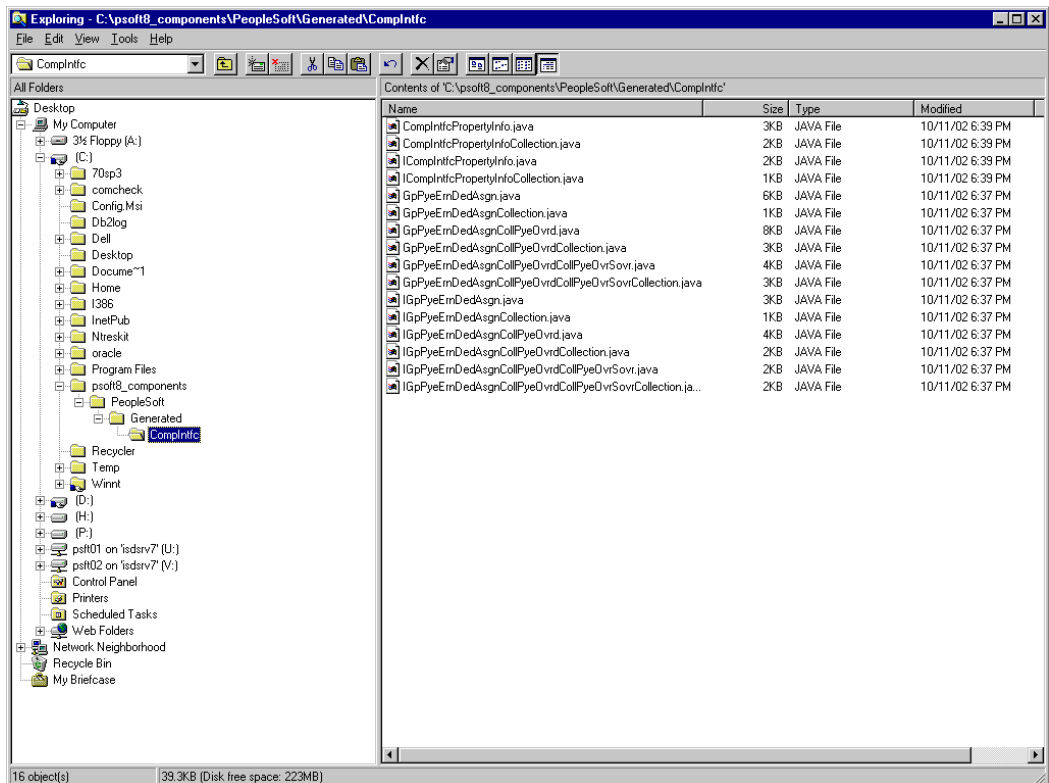 Exploring - C:\psoft8_components\PeopleSoft\Generated\CompIntfc
File Edit View Tools Help
CompIntfc
All Folders
Contents of 'C:\psoft8_components\PeopleSoft\Generated\CompIntfc'
Desktop
My Computer
3½ Floppy (A:)
(C:)
70sp3
comcheck
Config.Msi
Db2log
Dell
Desktop
Docume~1
Home
I386
InetPub
Ntreskit
oracle
Program Files
psoft8_components
PeopleSoft
Generated
CompIntfc
Recycler
Temp
Winnt
(D:)
(H:)
(P:)
psft01 on 'isdsrv7' (U:)
psft02 on 'isdsrv7' (V:)
Control Panel
Printers
Scheduled Tasks
Web Folders
Network Neighborhood
Recycle Bin
My Briefcase
Name Size Type Modified
CompIntfcPropertyInfo.java 3KB JAVA File 10/11/02 6:39 PM
CompIntfcPropertyInfoCollection.java 2KB JAVA File 10/11/02 6:39 PM
ICompIntfcPropertyInfo.java 2KB JAVA File 10/11/02 6:39 PM
ICompIntfcPropertyInfoCollection.java 1KB JAVA File 10/11/02 6:39 PM
GpPyeErnDedAsgn.java 6KB JAVA File 10/11/02 6:37 PM
GpPyeErnDedAsgnCollection.java 1KB JAVA File 10/11/02 6:37 PM
GpPyeErnDedAsgnCollPyeOvrd.java 8KB JAVA File 10/11/02 6:37 PM
GpPyeErnDedAsgnCollPyeOvrdCollection.java 3KB JAVA File 10/11/02 6:37 PM
GpPyeErnDedAsgnCollPyeOvrdCollPyeOvrSovr.java 4KB JAVA File 10/11/02 6:37 PM
GpPyeErnDedAsgnCollPyeOvrdCollPyeOvrSovrCollection.java 3KB JAVA File 10/11/02 6:37 PM
IGpPyeErnDedAsgn.java 3KB JAVA File 10/11/02 6:37 PM
IGpPyeErnDedAsgnCollection.java 1KB JAVA File 10/11/02 6:37 PM
IGpPyeErnDedAsgnCollPyeOvrd.java 4KB JAVA File 10/11/02 6:37 PM
IGpPyeErnDedAsgnCollPyeOvrdCollection.java 2KB JAVA File 10/11/02 6:37 PM
IGpPyeErnDedAsgnCollPyeOvrdCollPyeOvrSovr.java 2KB JAVA File 10/11/02 6:37 PM
IGpPyeErnDedAsgnCollPyeOvrdCollPyeOvrSovrCollection.ja... 2KB JAVA File 10/11/02 6:37 PM
16 object(s) 39.3KB (Disk free space: 223MB)